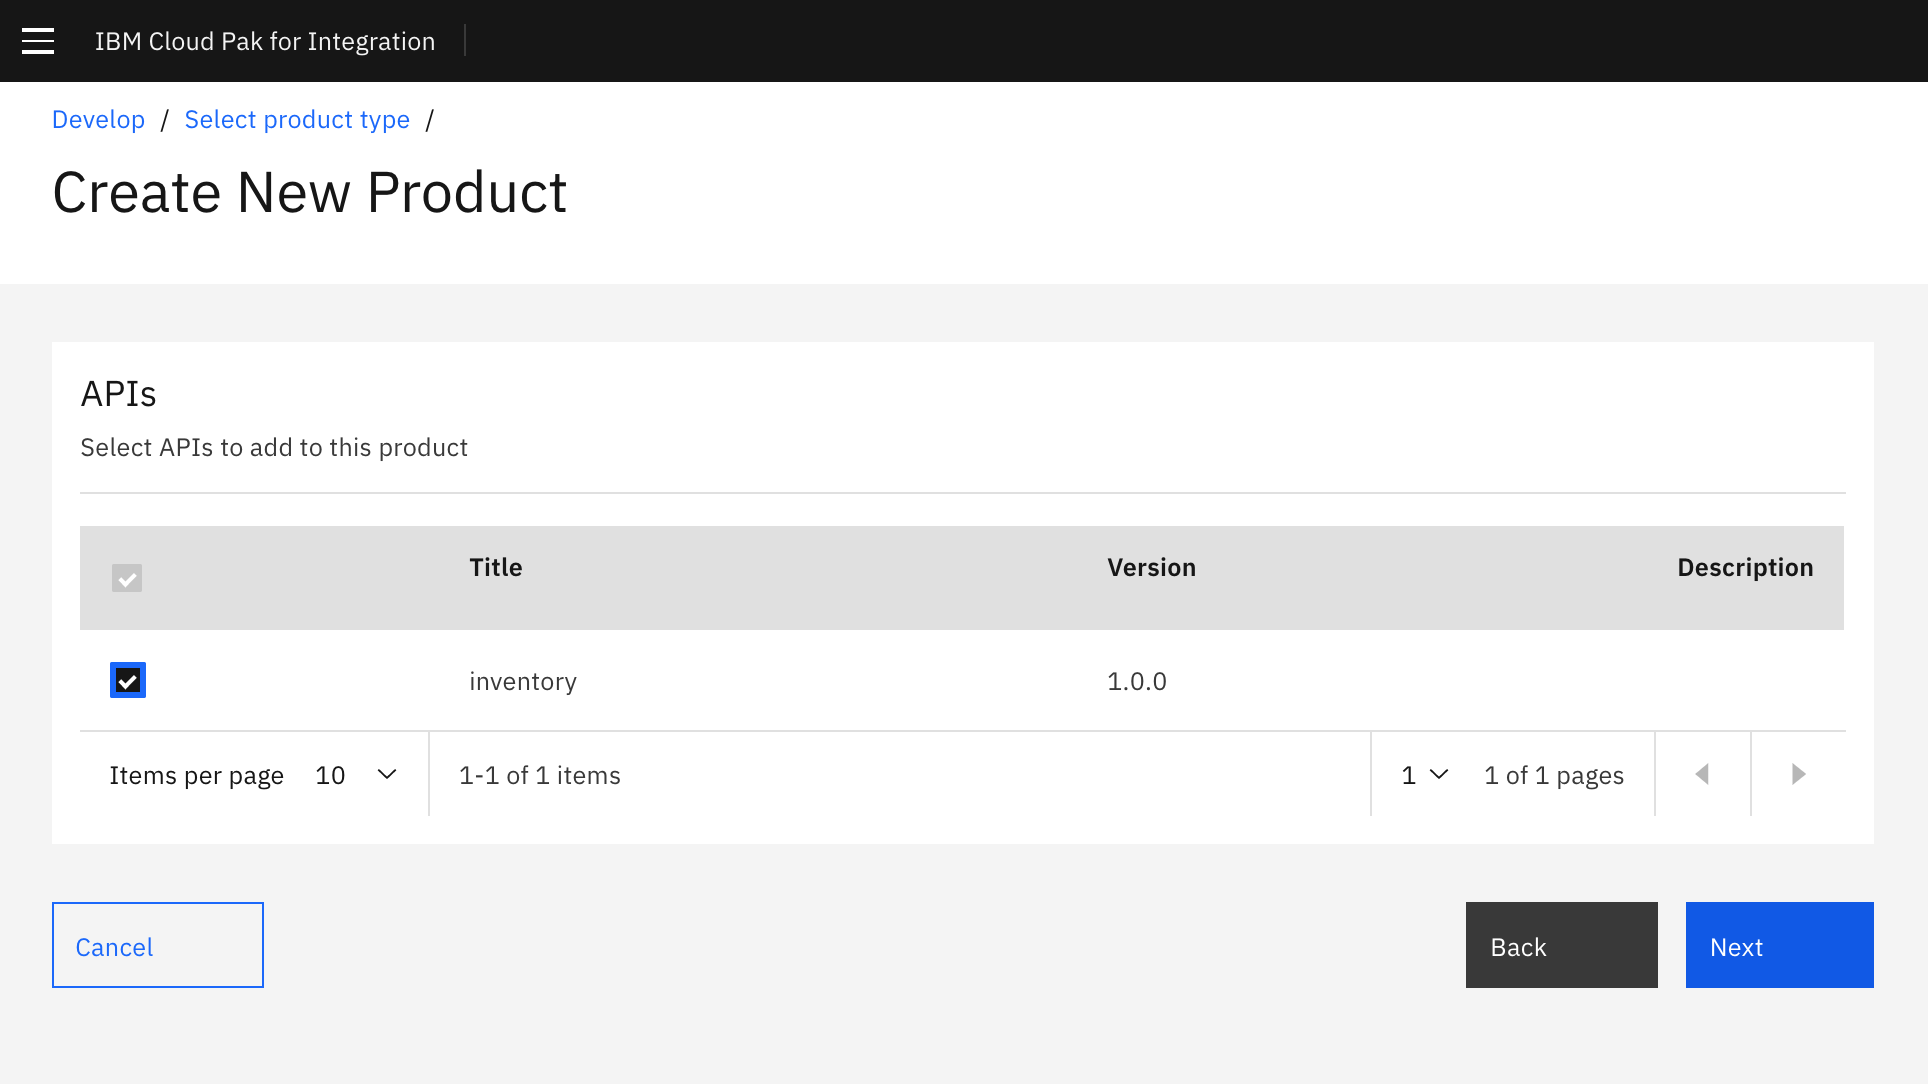 IBM Cloud Pak for Integration
Develop / Select product type /
Create New Product
APIs
Select APIs to add to this product
Title Version Description
inventory 1.0.0
Items per page 10 1-1 of 1 items 1 1 of 1 pages
Cancel Back Next